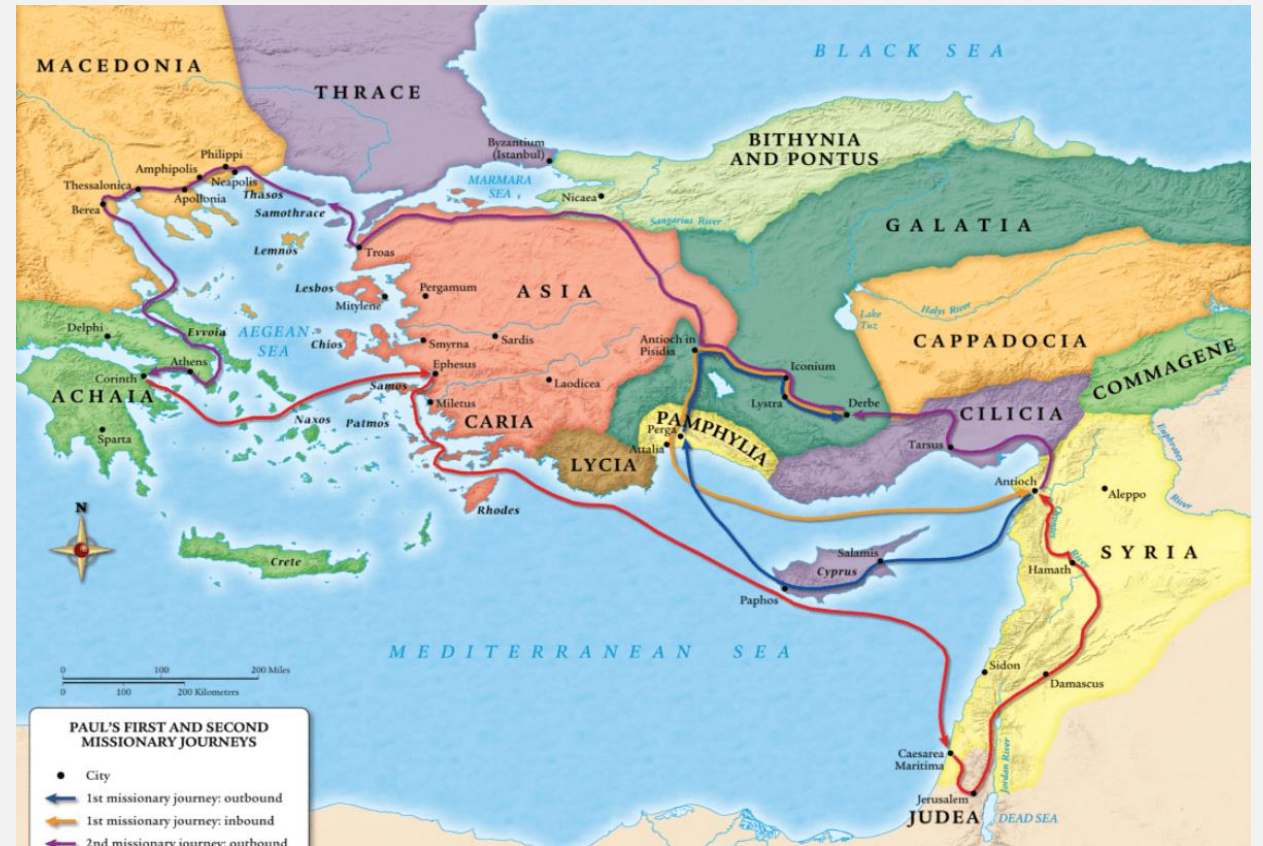 BLACK SEA
MACEDONIA
THRACE
BITHYNIA
AND PONTUS
Byzantium
(Istanbul)
Philippi
Amphipolis
Neapolis
Thessalonica
Apollonia
Thasos
Berea
Samothrace
MARMARA
SEA
Nicaea
Sangarius River
GALATIA
Lemnos
Troas
Lesbos
Pergamum
Mitylene
ASIA
Halys River
Lake
Tuz
Delphi
Evvoia
AEGEAN
SEA
Chios
Smyrna
Sardis
Antioch in
Pisidia
CAPPADOCIA
COMMAGENE
Athens
Corinth
Ephesus
Iconium
ACHAIA
Samos
Laodicea
Lystra
Derbe
CILICIA
Miletus
Naxos
Patmos
CARIA
PAMPHYLIA
Perga
Attalia
Sparta
Tarsus
Euphrates
River
LYCIA
Antioch
Aleppo
Rhodes
N
Orontes
River
SYRIA
Crete
Salamis
Cyprus
Hamath
Paphos
MEDITERRANEAN SEA
0 100 200 Miles
0 100 200 Kilometers
Sidon
Damascus
PAUL'S FIRST AND SECOND
MISSIONARY JOURNEYS
City
1st missionary journey: outbound
1st missionary journey: inbound
2nd missionary journey: outbound
Caesarea
Maritima
Jordan River
Jerusalem
JUDEA
DEAD SEA